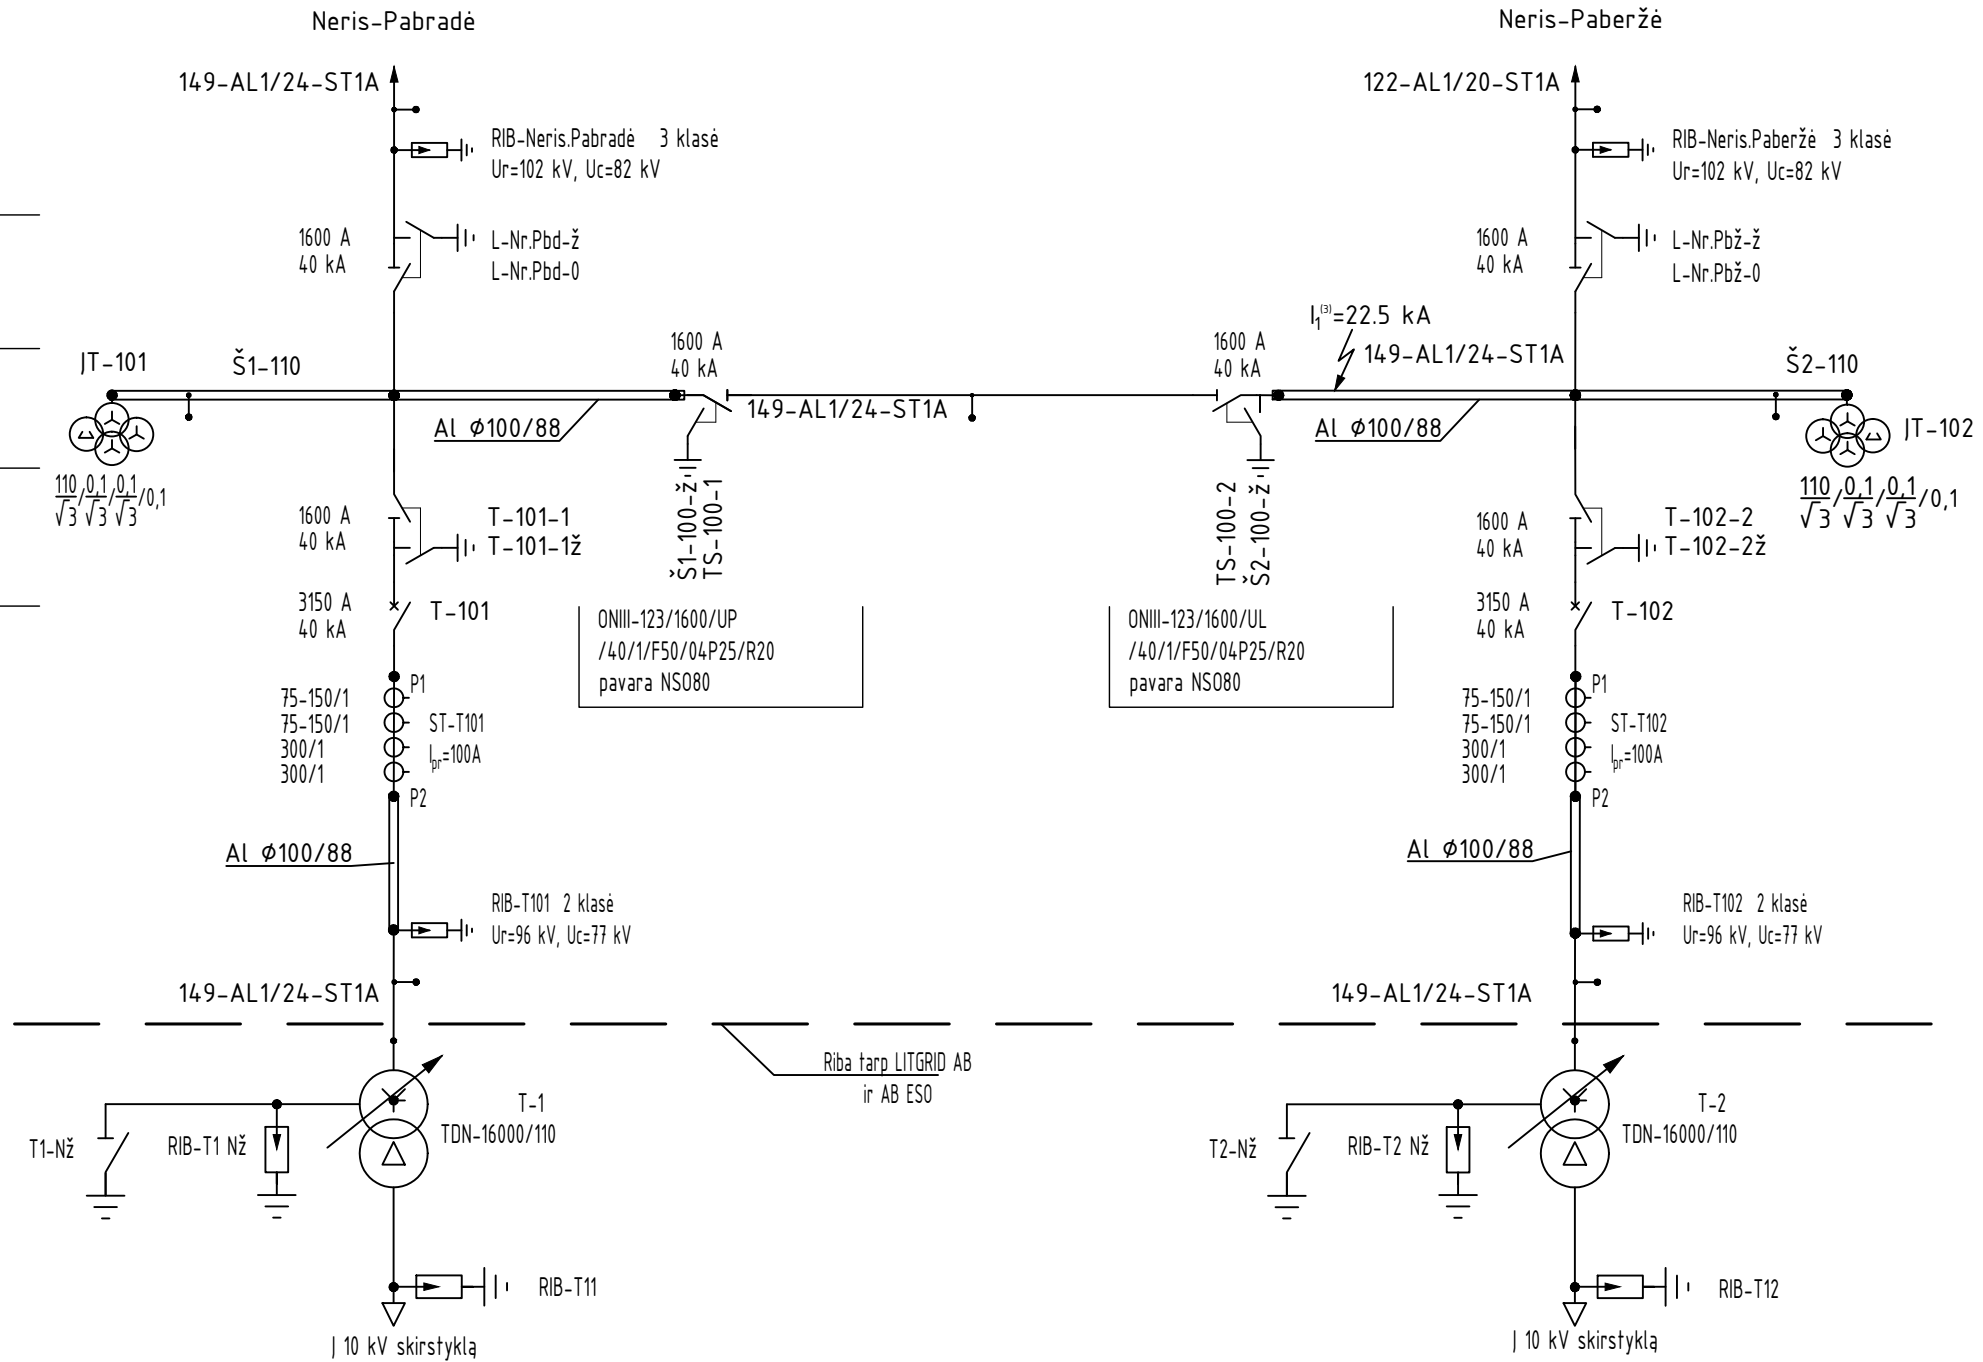 Neris-Pabradė
Neris-Paberžė
149-AL1/24-ST1A
122-AL1/20-ST1A
RIB-Neris.Pabradė 3 klasė
Ur=102 kV, Uc=82 kV
RIB-Neris.Paberžė 3 klasė
Ur=102 kV, Uc=82 kV
1600 A
40 kA
L-Nr.Pbd-ž
L-Nr.Pbd-0
1600 A
40 kA
L-Nr.Pbž-ž
L-Nr.Pbž-0
JT-101
Š1-110
1600 A
40 kA
149-AL1/24-ST1A
1600 A
40 kA
I₁⁽³⁾=22.5 kA
149-AL1/24-ST1A
Š2-110
JT-102
Al Φ100/88
Al Φ100/88
110/√3/0,1/√3/0,1/√3/0,1
110/√3/0,1/√3/0,1/√3/0,1
Š1-100-ž
TS-100-1
TS-100-2
Š2-100-ž
1600 A
40 kA
T-101-1
T-101-1ž
1600 A
40 kA
T-102-2
T-102-2ž
3150 A
40 kA
T-101
3150 A
40 kA
T-102
ONIII-123/1600/UP
/40/1/F50/04P25/R20
pavara NSO80
ONIII-123/1600/UL
/40/1/F50/04P25/R20
pavara NSO80
P1
75-150/1
75-150/1
300/1
300/1
ST-T101
Ipr=100A
P2
P1
75-150/1
75-150/1
300/1
300/1
ST-T102
Ipr=100A
P2
Al Φ100/88
Al Φ100/88
RIB-T101 2 klasė
Ur=96 kV, Uc=77 kV
RIB-T102 2 klasė
Ur=96 kV, Uc=77 kV
149-AL1/24-ST1A
149-AL1/24-ST1A
Riba tarp LITGRID AB
ir AB ESO
T-1
TDN-16000/110
T1-Nž
RIB-T1 Nž
T-2
TDN-16000/110
T2-Nž
RIB-T2 Nž
RIB-T11
RIB-T12
Į 10 kV skirstyklą
Į 10 kV skirstyklą